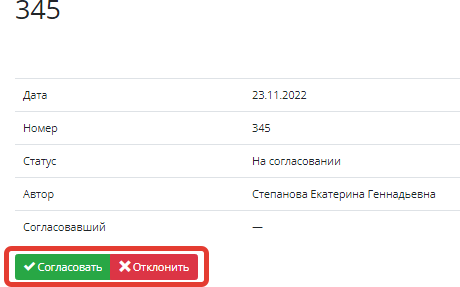 345
Дата 23.11.2022
Номер 345
Статус На согласовании
Автор Степанова Екатерина Геннадьевна
Согласовавший —
Согласовать Отклонить